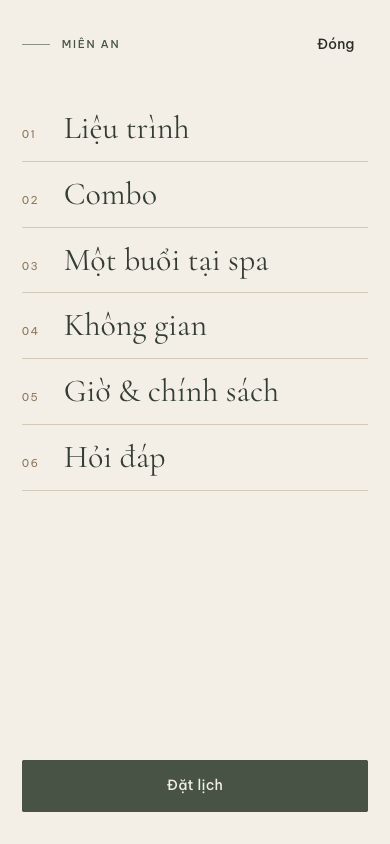 MIÊN AN
Đóng
01 Liệu trình
02 Combo
03 Một buổi tại spa
04 Không gian
05 Giờ & chính sách
06 Hỏi đáp
Đặt lịch